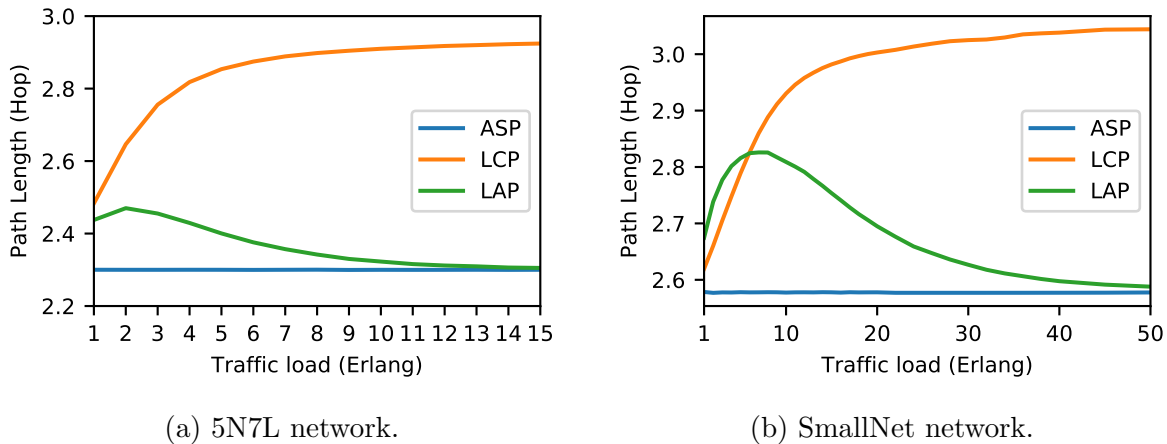 3.0
2.8
2.6
2.4
2.2
Path Length (Hop)
ASP
LCP
LAP
1 2 3 4 5 6 7 8 9 10 11 12 13 14 15
Traffic load (Erlang)
(a) 5N7L network.
3.0
2.9
2.8
2.7
2.6
Path Length (Hop)
ASP
LCP
LAP
1 10 20 30 40 50
Traffic load (Erlang)
(b) SmallNet network.